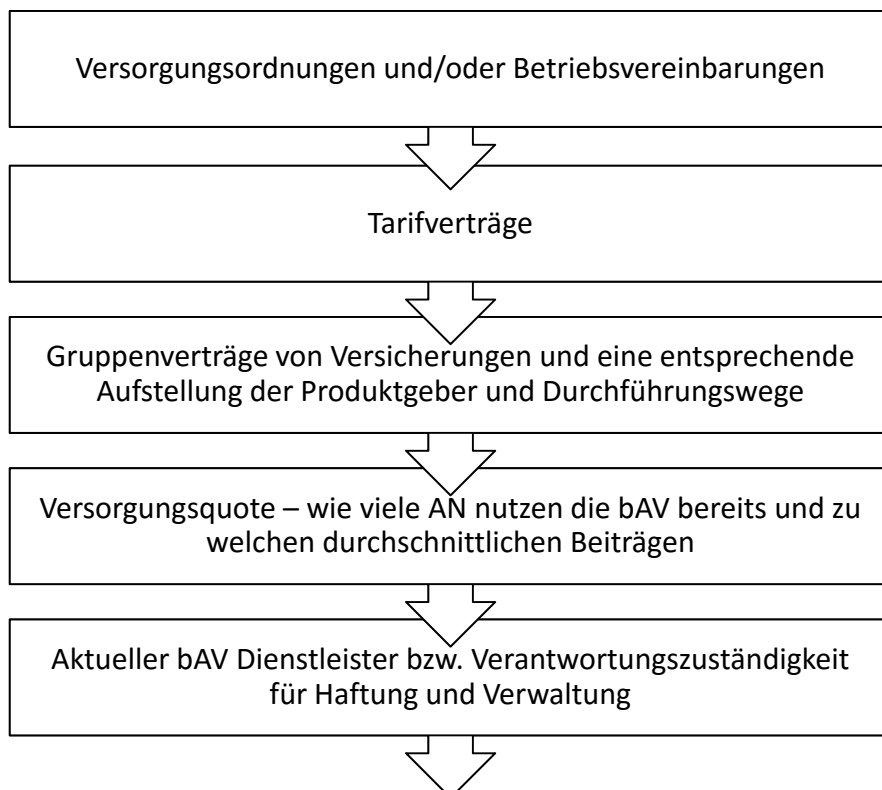 Versorgungsordnungen und/oder Betriebsvereinbarungen
Tarifverträge
Gruppenverträge von Versicherungen und eine entsprechende
Aufstellung der Produktgeber und Durchführungswege
Versorgungsquote – wie viele AN nutzen die bAV bereits und zu
welchen durchschnittlichen Beiträgen
Aktueller bAV Dienstleister bzw. Verantwortungszuständigkeit
für Haftung und Verwaltung